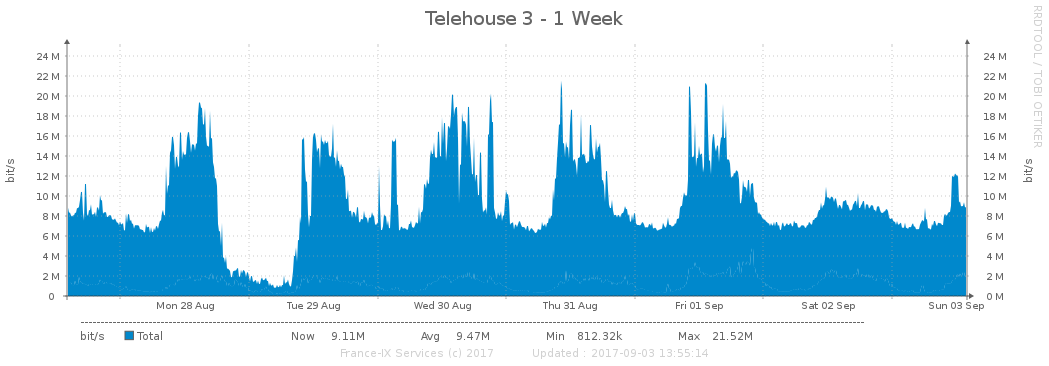 Telehouse 3 - 1 Week
RRDTOOL / TOBI OETIKER
24 M 24 M
22 M 22 M
20 M 20 M
18 M 18 M
16 M 16 M
14 M 14 M
12 M 12 M
10 M 10 M
8 M 8 M
6 M 6 M
4 M 4 M
2 M 2 M
0 0 M
bit/s
bit/s
Mon 28 Aug Tue 29 Aug Wed 30 Aug Thu 31 Aug Fri 01 Sep Sat 02 Sep Sun 03 Sep
bit/s Total Now 9.11M Avg 9.47M Min 812.32k Max 21.52M
France-IX Services (c) 2017 Updated : 2017-09-03 13:55:14